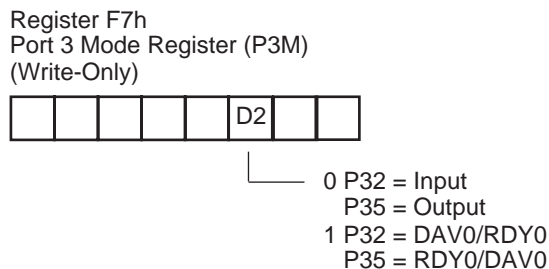 Register F7h
Port 3 Mode Register (P3M)
(Write-Only)
D2
0 P32 = Input
P35 = Output
1 P32 = DAV0/RDY0
P35 = RDY0/DAV0